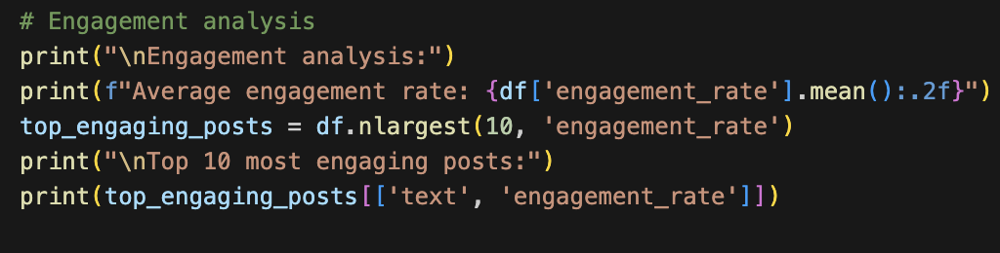 # Engagement analysis
print("\nEngagement analysis:")
print(f"Average engagement rate: {df['engagement_rate'].mean():.2f}")
top_engaging_posts = df.nlargest(10, 'engagement_rate')
print("\nTop 10 most engaging posts:")
print(top_engaging_posts[['text', 'engagement_rate']])